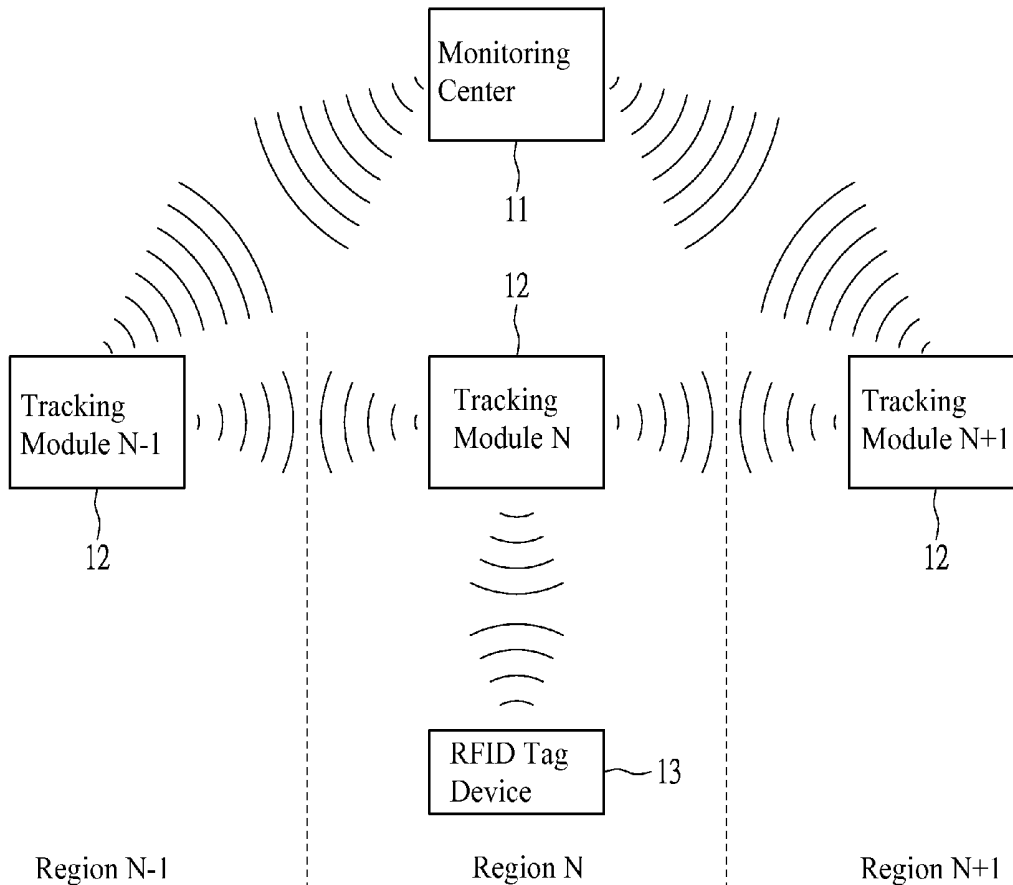 Monitoring
Center
11
12
Tracking
Module N-1
Tracking
Module N
Tracking
Module N+1
12
12
RFID Tag
Device
13
Region N-1
Region N
Region N+1